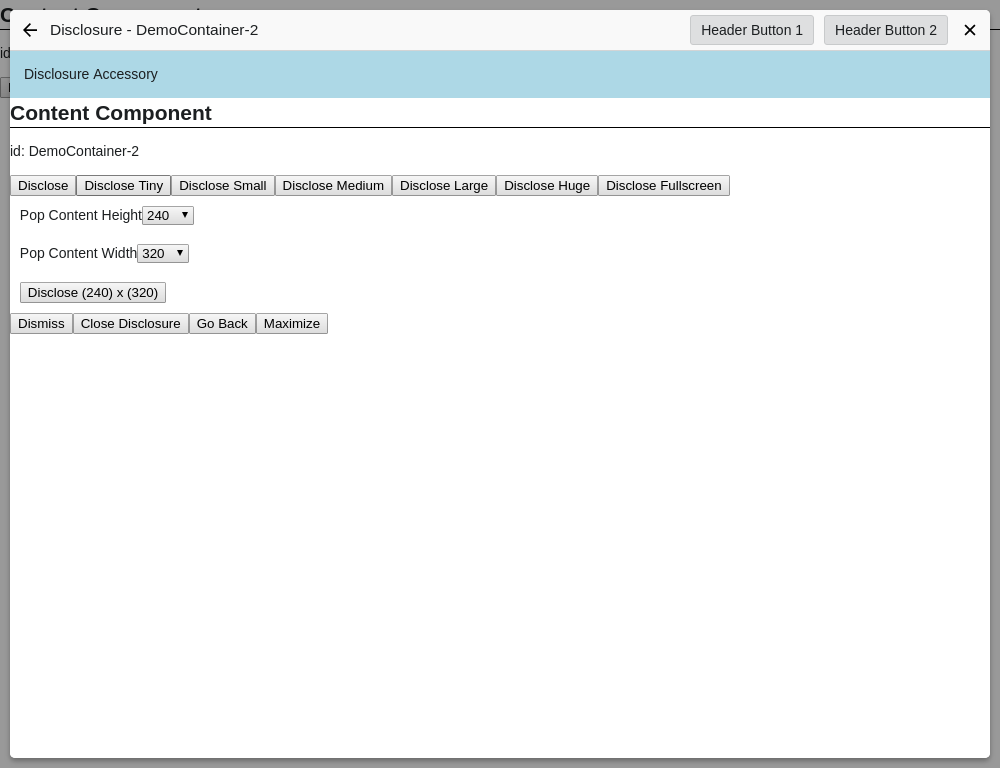 Disclosure - DemoContainer-2 Header Button 1 Header Button 2
Disclosure Accessory
Content Component
id: DemoContainer-2
Disclose Disclose Tiny Disclose Small Disclose Medium Disclose Large Disclose Huge Disclose Fullscreen
Pop Content Height 240
Pop Content Width 320
Disclose (240) x (320)
Dismiss Close Disclosure Go Back Maximize
id